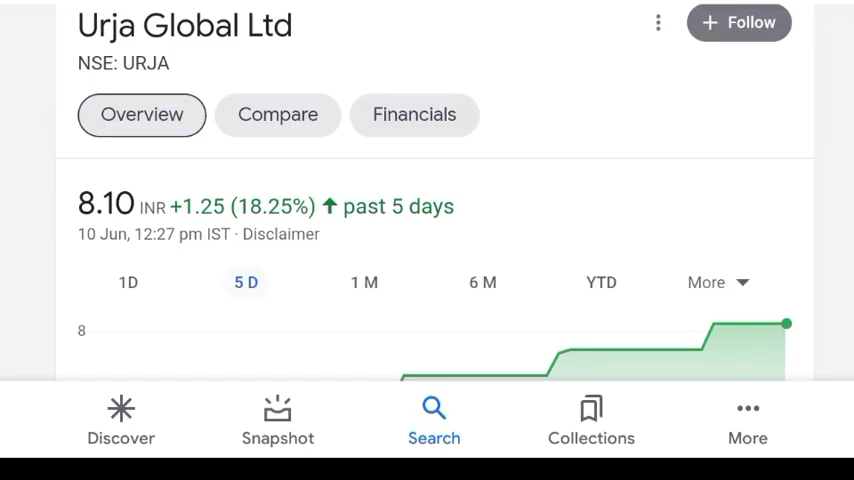 Urja Global Ltd
+ Follow
NSE: URJA
Overview Compare Financials
8.10 INR +1.25 (18.25%) ↑ past 5 days
10 Jun, 12:27 pm IST · Disclaimer
1D 5 D 1 M 6 M YTD More
8
Discover Snapshot Search Collections More